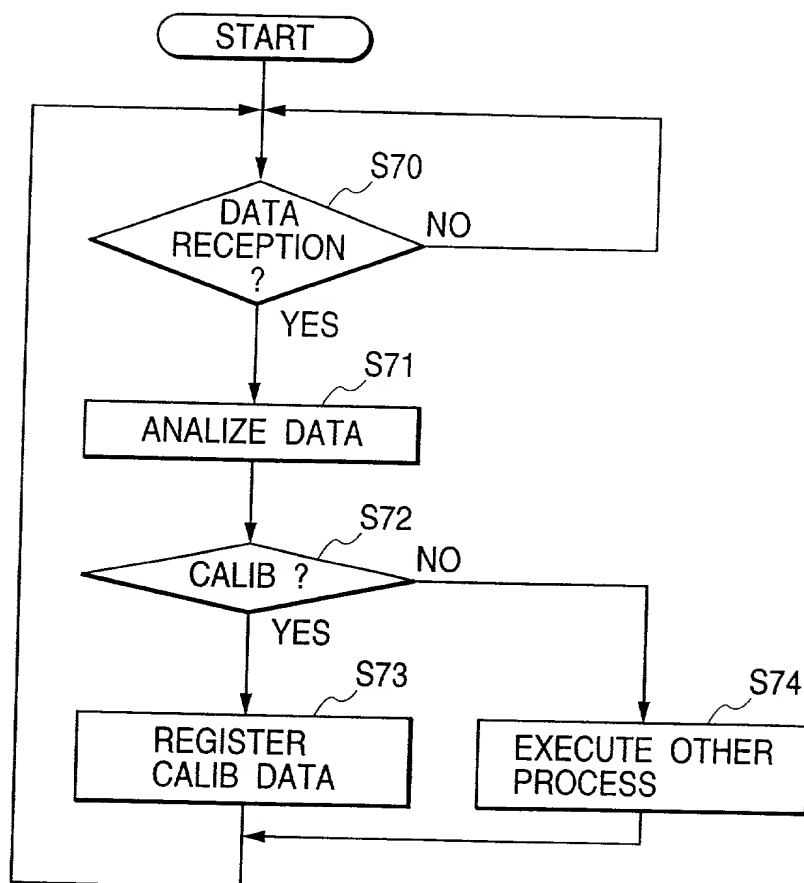 START
S70
DATA
RECEPTION
?
NO
YES
S71
ANALIZE DATA
S72
CALIB ?
NO
YES
S73
REGISTER
CALIB DATA
S74
EXECUTE OTHER
PROCESS